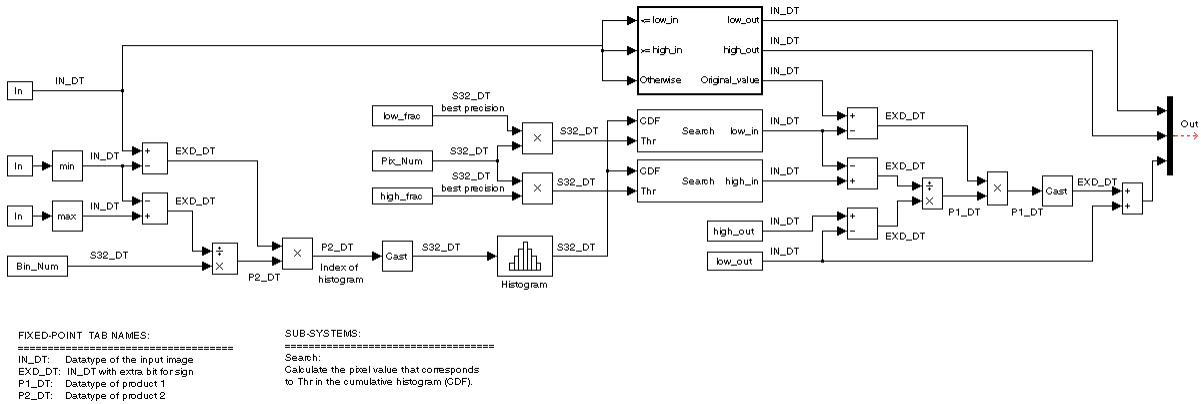 IN_DT
<= low_in low_out
IN_DT
>= high_in high_out
IN_DT
Otherwise Original_value
IN_DT
In
S32_DT
best precision
low_frac
S32_DT
CDF
Thr
Search
low_in
IN_DT
EXD_DT
Out
In
min
IN_DT
EXD_DT
Pix_Num
S32_DT
S32_DT
best precision
high_frac
S32_DT
CDF
Thr
Search
high_in
IN_DT
EXD_DT
P1_DT
P1_DT
Cast
EXD_DT
In
max
IN_DT
EXD_DT
high_out
IN_DT
EXD_DT
low_out
IN_DT
Bin_Num
S32_DT
P2_DT
P2_DT
Index of
histogram
Cast
S32_DT
Histogram
S32_DT
FIXED-POINT TAB NAMES:
====================================
IN_DT: Datatype of the input image
EXD_DT: IN_DT with extra bit for sign
P1_DT: Datatype of product 1
P2_DT: Datatype of product 2
SUB-SYSTEMS:
===================================
Search:
Calculate the pixel value that corresponds
to Thr in the cumulative histogram (CDF).